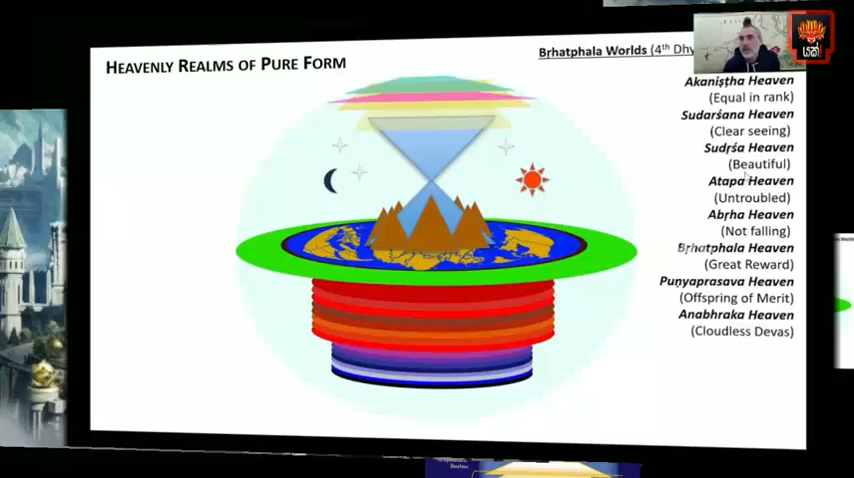 HEAVENLY REALMS OF PURE FORM
Bṛhatphala Worlds (4th Dhy
Akaniṣṭha Heaven
(Equal in rank)
Sudarśana Heaven
(Clear seeing)
Sudṛśa Heaven
(Beautiful)
Atapa Heaven
(Untroubled)
Abṛha Heaven
(Not falling)
Bṛhatphala Heaven
(Great Reward)
Puṇyaprasava Heaven
(Offspring of Merit)
Anabhraka Heaven
(Cloudless Devas)
Realms